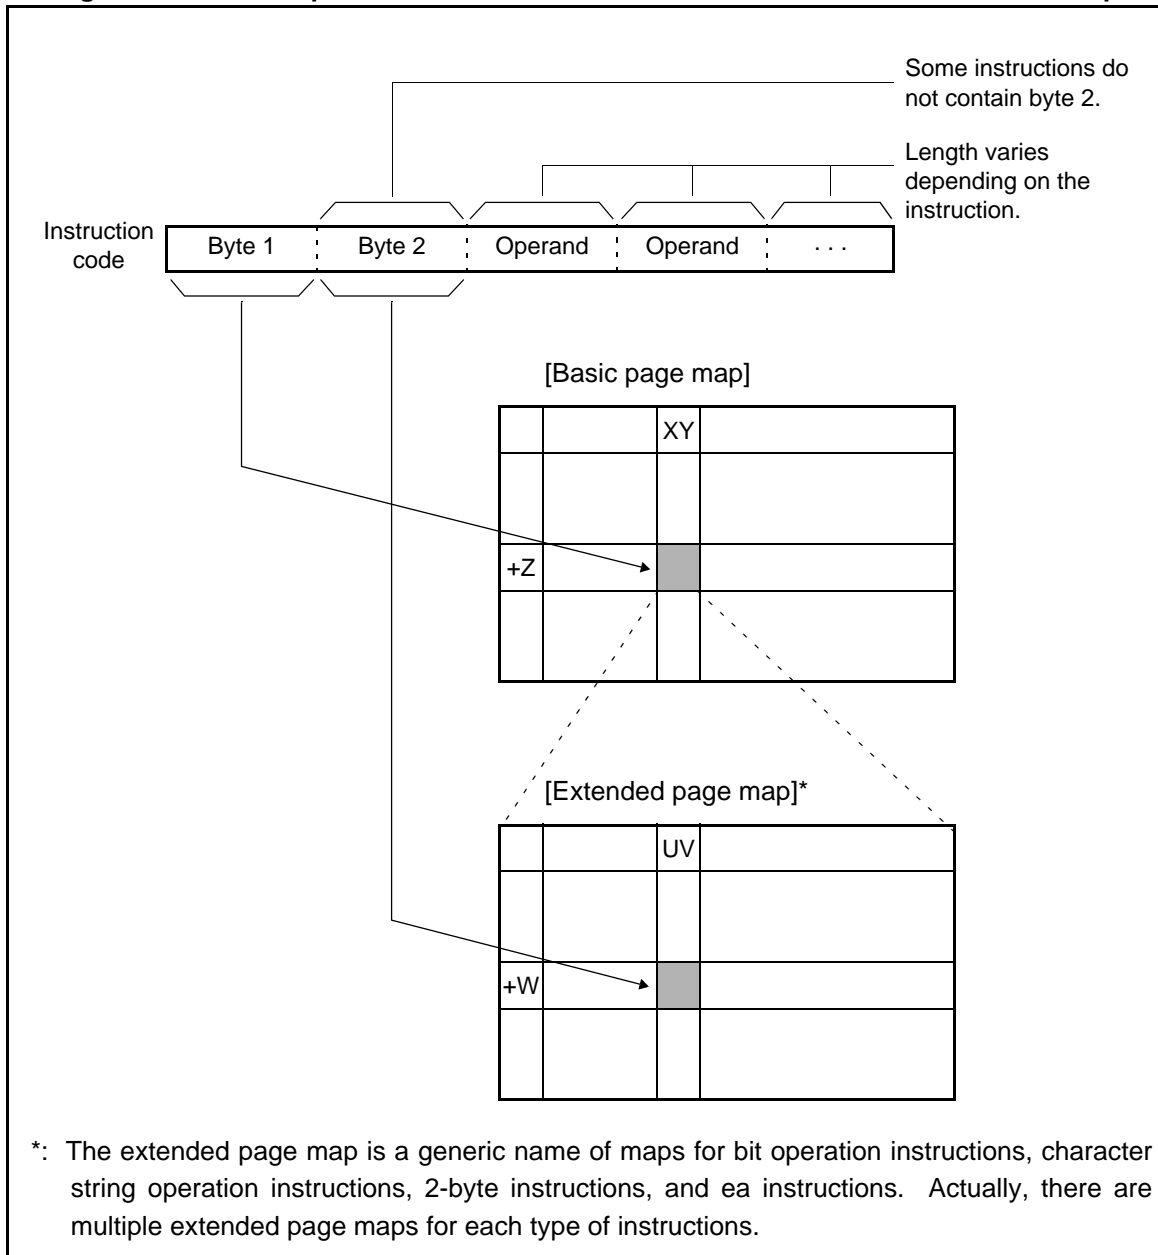 Some instructions do
not contain byte 2.
Length varies
depending on the
instruction.
Instruction
code
Byte 1 Byte 2 Operand Operand . . .
[Basic page map]
XY
+Z
[Extended page map]*
UV
+W
*: The extended page map is a generic name of maps for bit operation instructions, character
string operation instructions, 2-byte instructions, and ea instructions. Actually, there are
multiple extended page maps for each type of instructions.